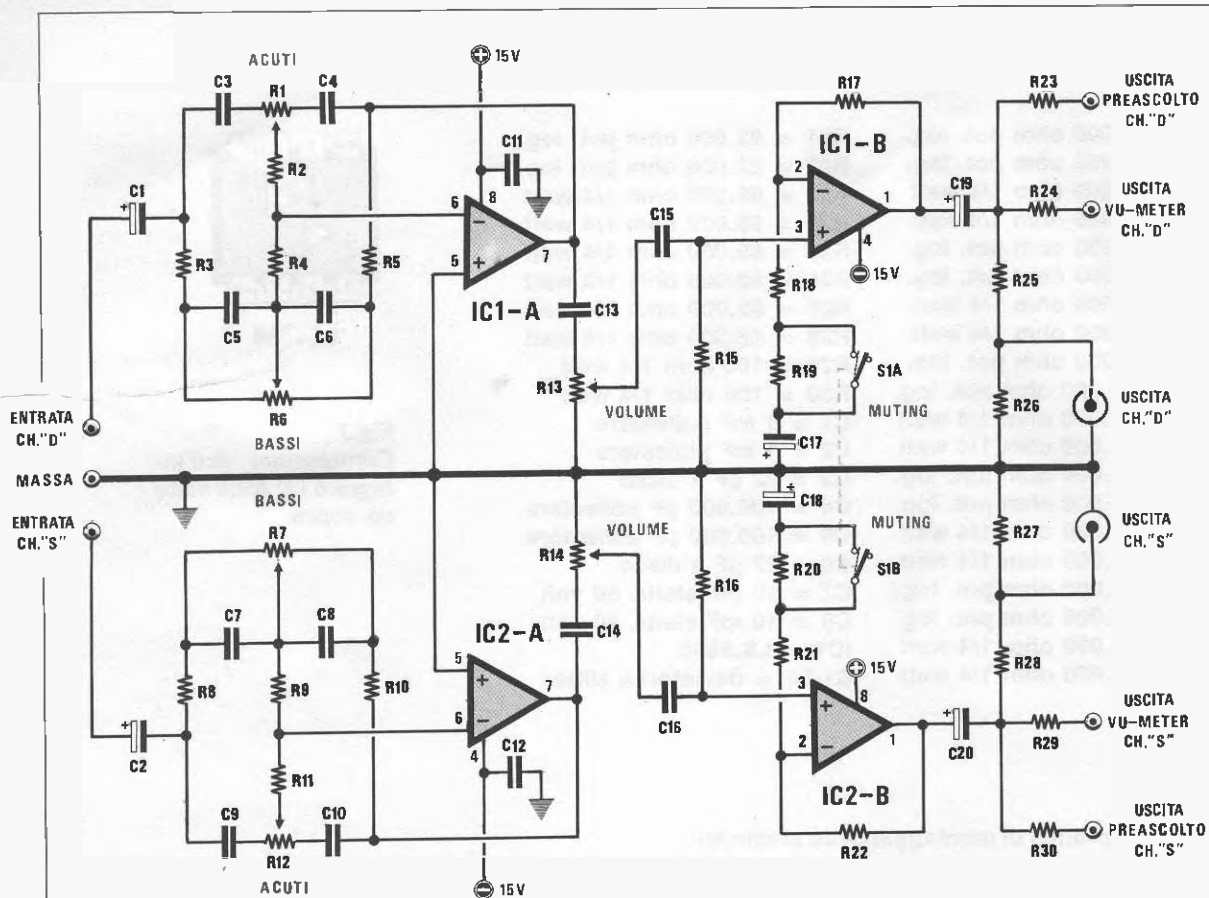 ACUTI
C3 R1 C4
R2
C1
R3 R4 R5
C5 C6
R6
BASSI
ENTRATA
CH."D"
MASSA
ENTRATA
CH."S"
15V
C11
8
6
5
7
IC1-A
C13
R13
VOLUME
C15
R15
R17
IC1-B
2
3
1
4
15V
C19
R18
R19
S1A
MUTING
C17
R23
USCITA
PREASCOLTO
CH."D"
R24
USCITA
VU-METER
CH."D"
R25
R26
USCITA
CH."D"
BASSI
R7
C7 C8
R8 R9 R10
R11
C2
C9 C10
R12
ACUTI
VOLUME
R14
C14
IC2-A
5
6
7
4
C12
15V
R16
C16
C18
MUTING
R20
S1B
R21
15V
8
3
2
1
IC2-B
R22
C20
R27
R28
USCITA
CH."S"
R29
USCITA
VU-METER
CH."S"
R30
USCITA
PREASCOLTO
CH."S"